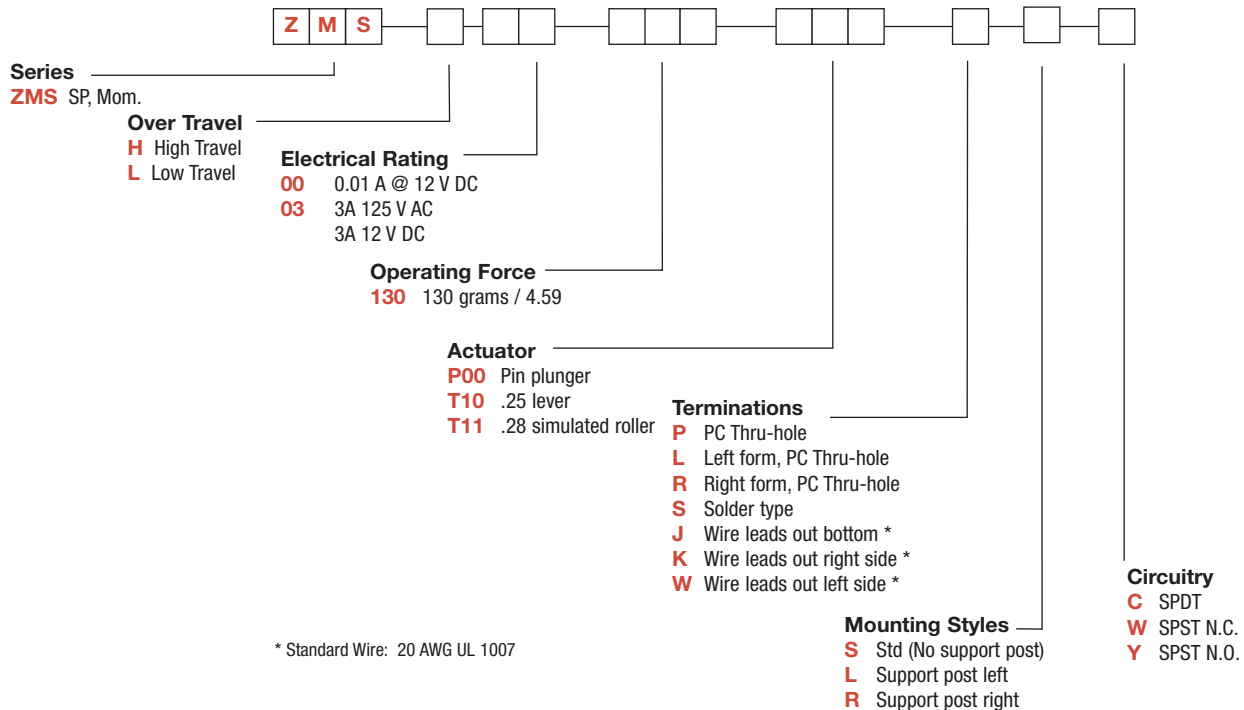 Z M S
Series
ZMS SP, Mom.
Over Travel
H High Travel
L Low Travel
Electrical Rating
00 0.01 A @ 12 V DC
03 3A 125 V AC
3A 12 V DC
Operating Force
130 130 grams / 4.59
Actuator
P00 Pin plunger
T10 .25 lever
T11 .28 simulated roller
Terminations
P PC Thru-hole
L Left form, PC Thru-hole
R Right form, PC Thru-hole
S Solder type
J Wire leads out bottom *
K Wire leads out right side *
W Wire leads out left side *
Mounting Styles
S Std (No support post)
L Support post left
R Support post right
Circuitry
C SPDT
W SPST N.C.
Y SPST N.O.
* Standard Wire: 20 AWG UL 1007